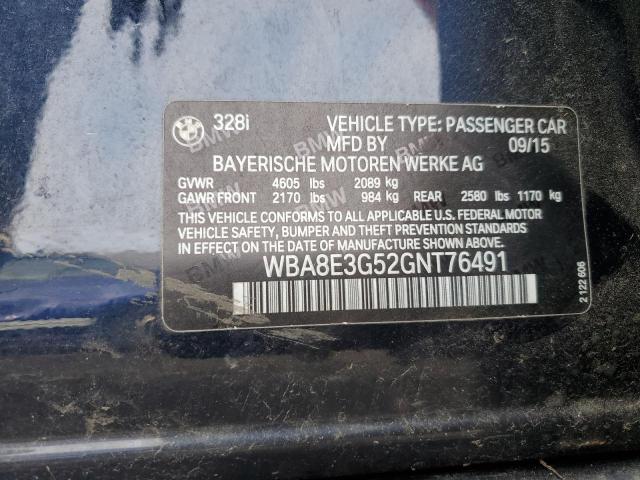 328i VEHICLE TYPE: PASSENGER CAR
MFD BY 09/15
BAYERISCHE MOTOREN WERKE AG
GVWR 4605 lbs 2089 kg
GAWR FRONT 2170 lbs 984 kg REAR 2580 lbs 1170 kg
THIS VEHICLE CONFORMS TO ALL APPLICABLE U.S. FEDERAL MOTOR
VEHICLE SAFETY, BUMPER AND THEFT PREVENTION STANDARDS
IN EFFECT ON THE DATE OF MANUFACTURE SHOWN ABOVE.
WBA8E3G52GNT76491
2 122 606